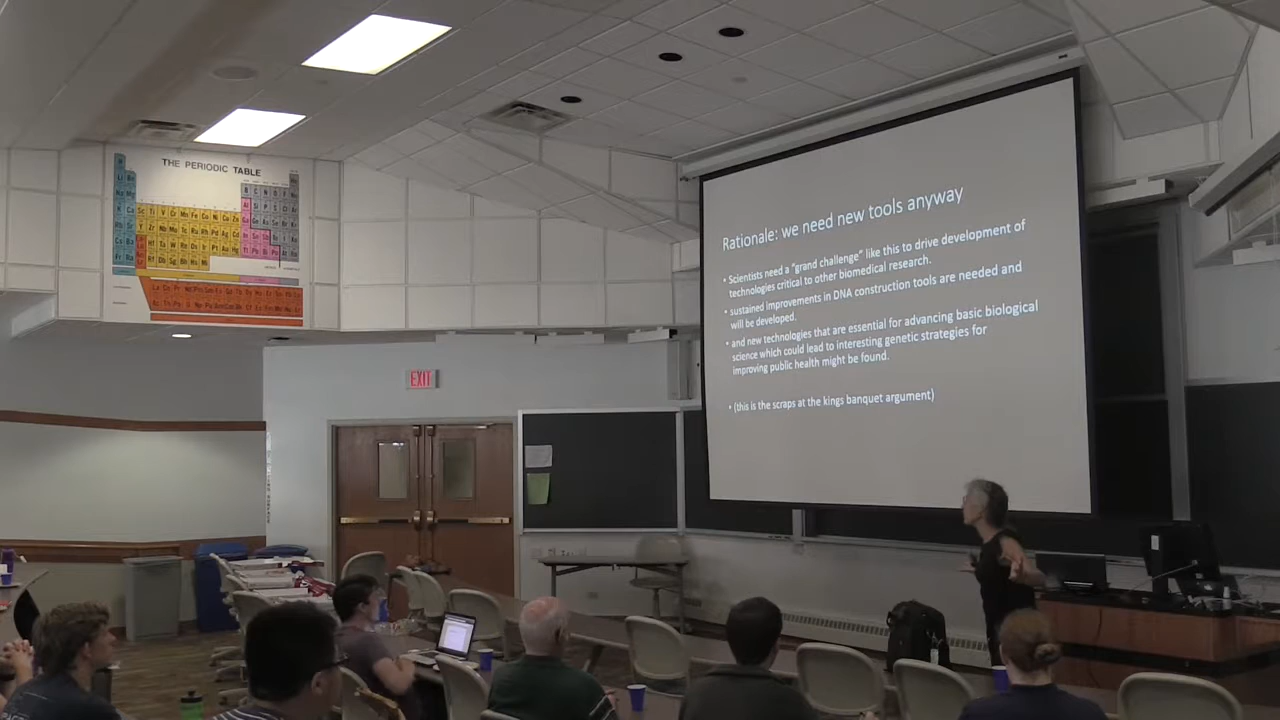 THE PERIODIC TABLE
EXIT
Rationale: we need new tools anyway
• Scientists need a "grand challenge" like this to drive development of
technologies critical to other biomedical research.
• sustained improvements in DNA construction tools are needed and
will be developed.
• and new technologies that are essential for advancing basic biological
science which could lead to interesting genetic strategies for
improving public health might be found.
• (this is the scraps at the kings banquet argument)